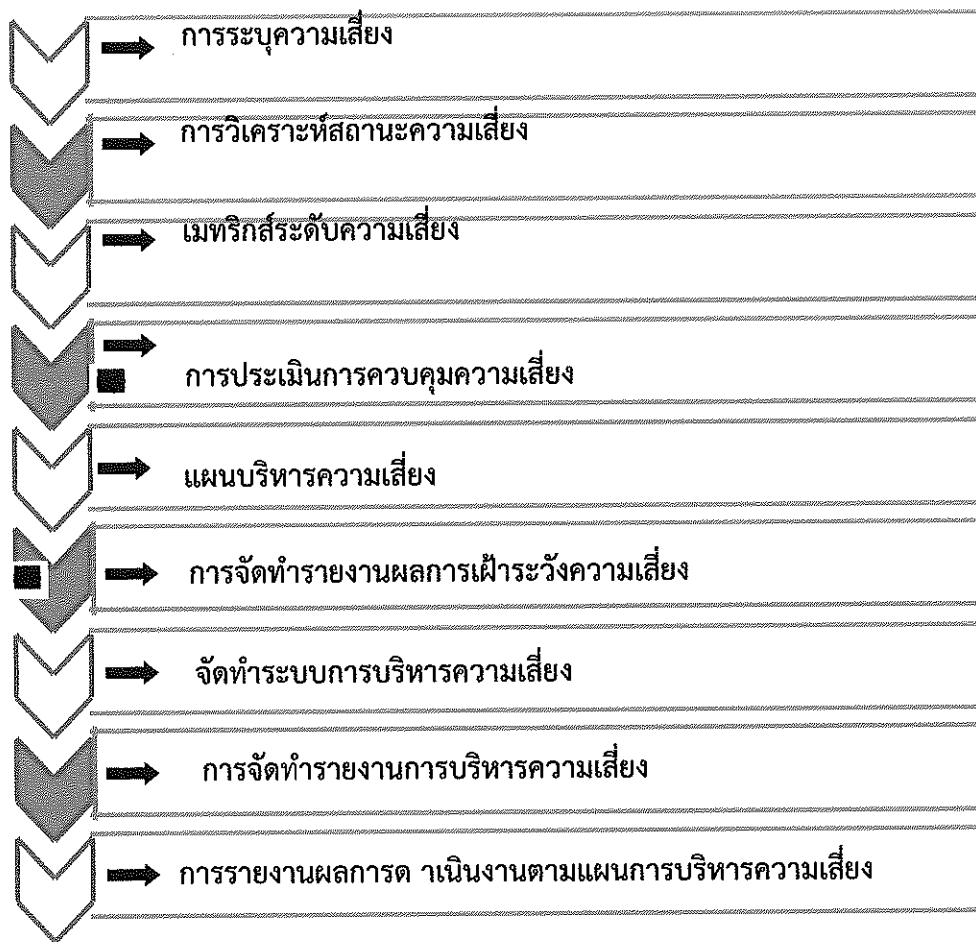 การระบุความเสี่ยง
การวิเคราะห์สถานะความเสี่ยง
เมทริกส์ระดับความเสี่ยง
การประเมินการควบคุมความเสี่ยง
แผนบริหารความเสี่ยง
การจัดทำรายงานผลการเฝ้าระวังความเสี่ยง
จัดทำระบบการบริหารความเสี่ยง
การจัดทำรายงานการบริหารความเสี่ยง
การรายงานผลการด าเนินงานตามแผนการบริหารความเสี่ยง